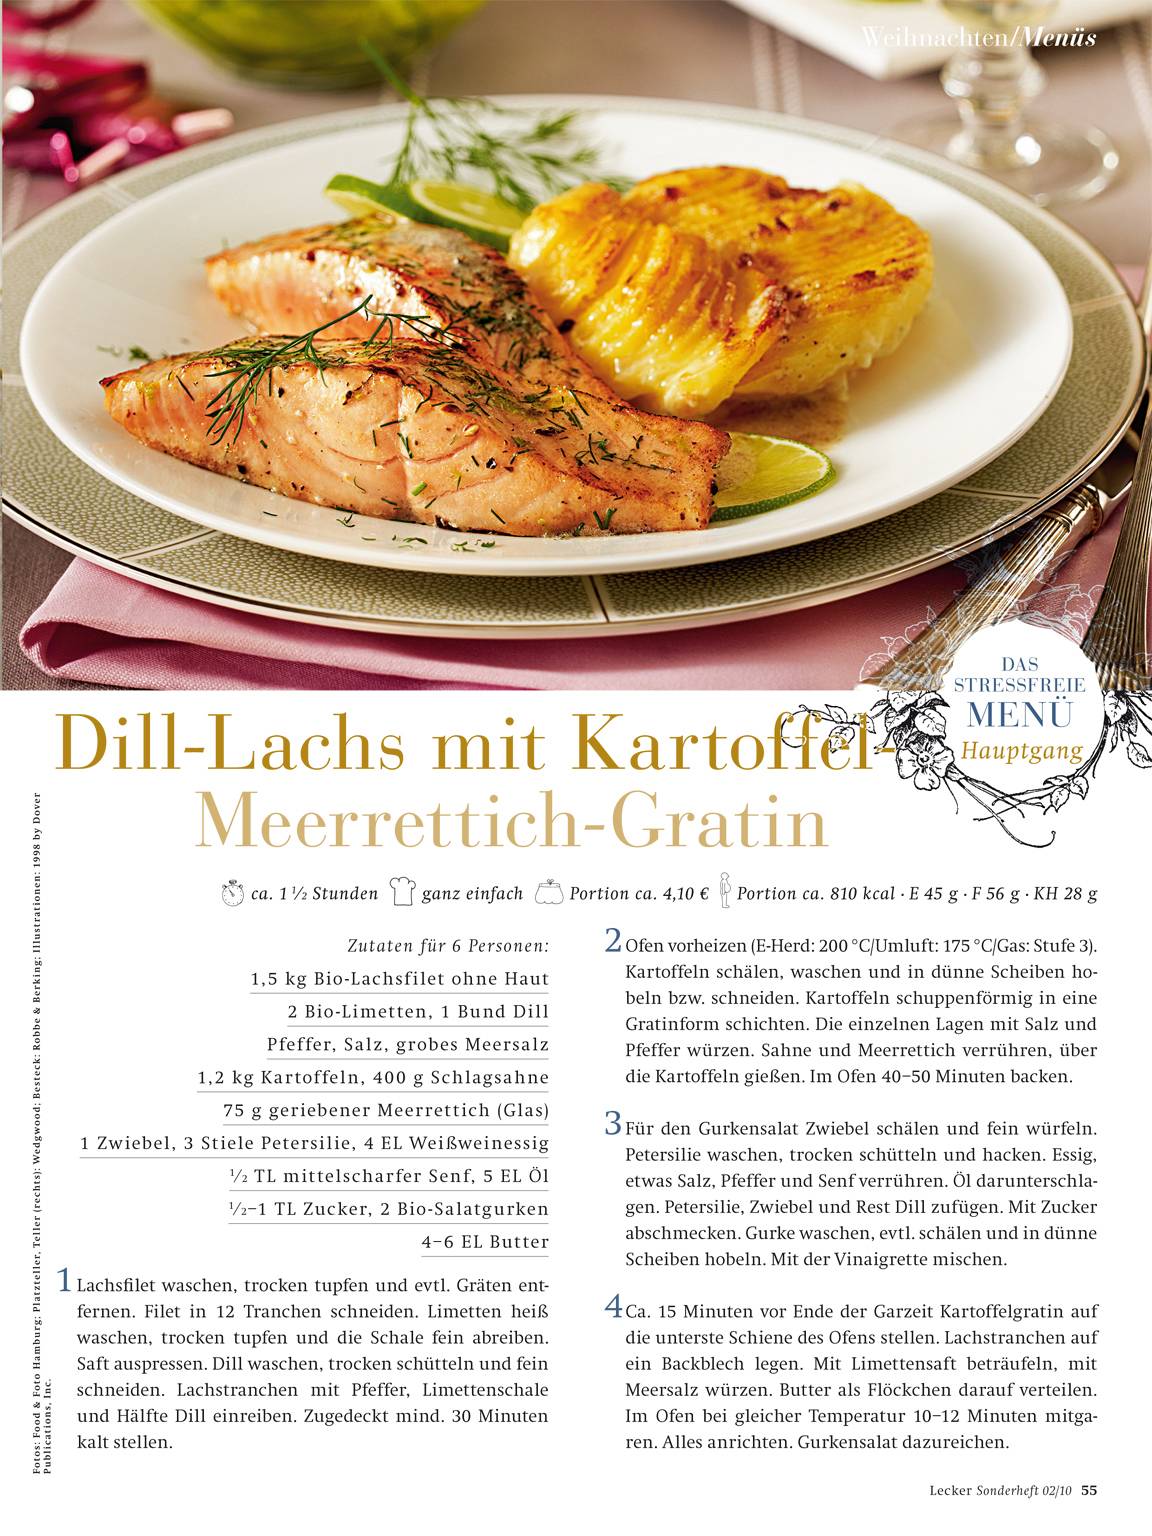 Weihnachten/Menüs
DAS
STRESSFREIE
MENÜ
Hauptgang
Dill-Lachs mit Kartoffel-
Meerrettich-Gratin
ca. 1 ½ Stunden ganz einfach Portion ca. 4,10 € Portion ca. 810 kcal · E 45 g · F 56 g · KH 28 g
Zutaten für 6 Personen:
1,5 kg Bio-Lachsfilet ohne Haut
2 Bio-Limetten, 1 Bund Dill
Pfeffer, Salz, grobes Meersalz
1,2 kg Kartoffeln, 400 g Schlagsahne
75 g geriebener Meerrettich (Glas)
1 Zwiebel, 3 Stiele Petersilie, 4 EL Weißweinessig
½ TL mittelscharfer Senf, 5 EL Öl
½–1 TL Zucker, 2 Bio-Salatgurken
4–6 EL Butter
1 Lachsfilet waschen, trocken tupfen und evtl. Gräten ent-
fernen. Filet in 12 Tranchen schneiden. Limetten heiß
waschen, trocken tupfen und die Schale fein abreiben.
Saft auspressen. Dill waschen, trocken schütteln und fein
schneiden. Lachstranchen mit Pfeffer, Limettenschale
und Hälfte Dill einreiben. Zugedeckt mind. 30 Minuten
kalt stellen.
2 Ofen vorheizen (E-Herd: 200 °C/Umluft: 175 °C/Gas: Stufe 3).
Kartoffeln schälen, waschen und in dünne Scheiben ho-
beln bzw. schneiden. Kartoffeln schuppenförmig in eine
Gratinform schichten. Die einzelnen Lagen mit Salz und
Pfeffer würzen. Sahne und Meerrettich verrühren, über
die Kartoffeln gießen. Im Ofen 40–50 Minuten backen.
3 Für den Gurkensalat Zwiebel schälen und fein würfeln.
Petersilie waschen, trocken schütteln und hacken. Essig,
etwas Salz, Pfeffer und Senf verrühren. Öl darunterschla-
gen. Petersilie, Zwiebel und Rest Dill zufügen. Mit Zucker
abschmecken. Gurke waschen, evtl. schälen und in dünne
Scheiben hobeln. Mit der Vinaigrette mischen.
4 Ca. 15 Minuten vor Ende der Garzeit Kartoffelgratin auf
die unterste Schiene des Ofens stellen. Lachstranchen auf
ein Backblech legen. Mit Limettensaft beträufeln, mit
Meersalz würzen. Butter als Flöckchen darauf verteilen.
Im Ofen bei gleicher Temperatur 10–12 Minuten mitga-
ren. Alles anrichten. Gurkensalat dazureichen.
Fotos: Food & Foto Hamburg; Platzteller, Teller (rechts): Wedgwood; Besteck: Robbe & Berking; Illustrationen: 1998 by Dover
Publications, Inc.
Lecker Sonderheft 02/10 55